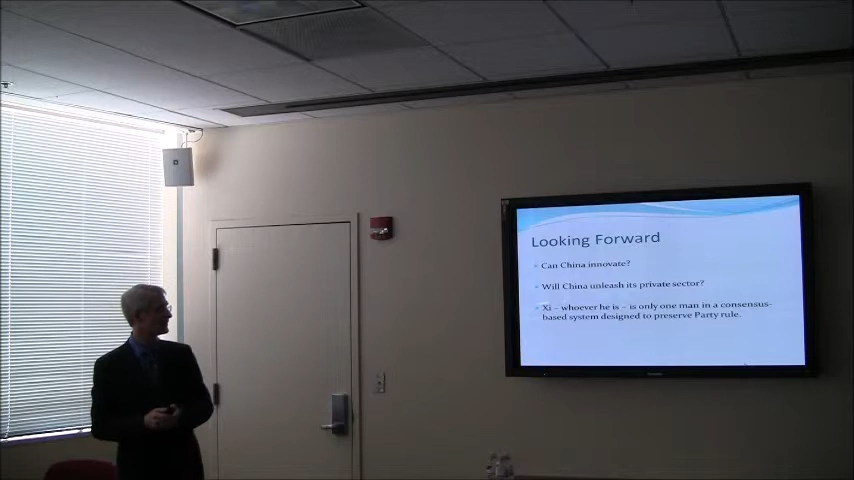 Looking Forward
Can China innovate?
Will China unleash its private sector?
Xi – whoever he is – is only one man in a consensus-
based system designed to preserve Party rule.